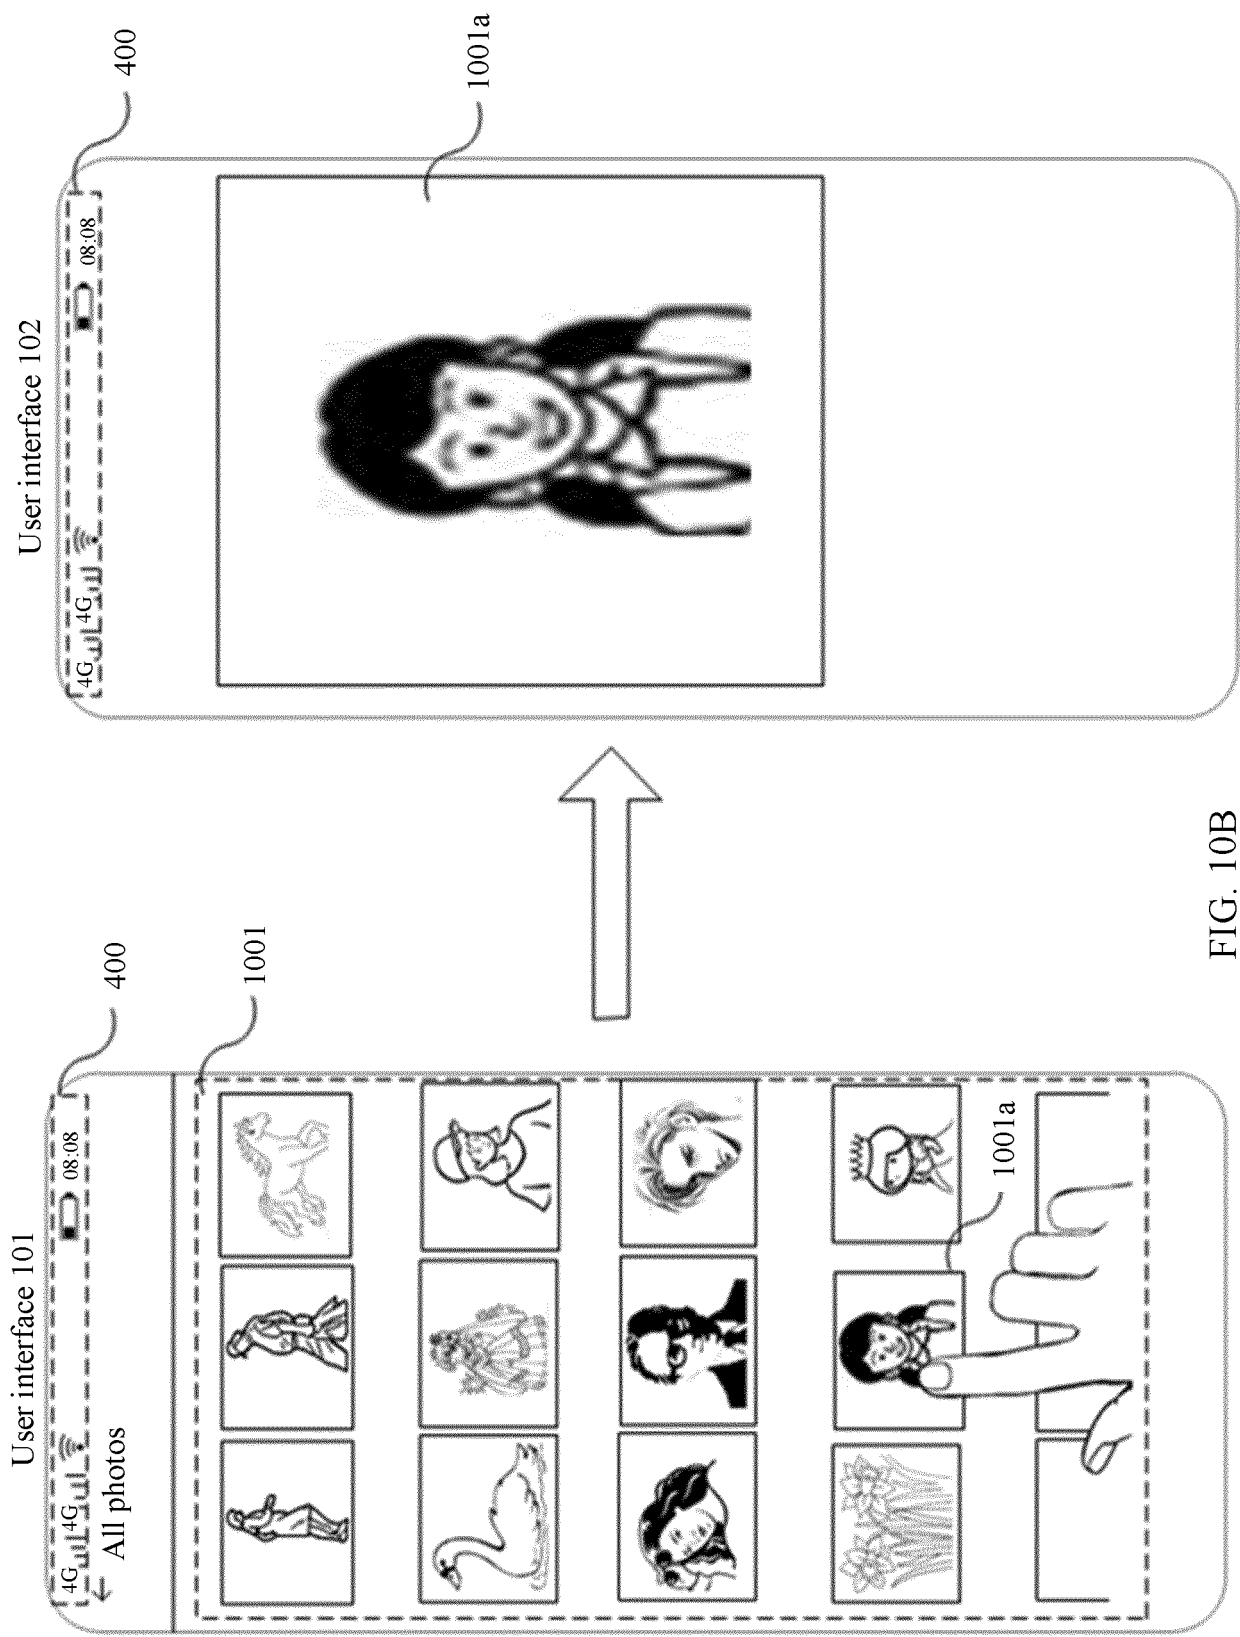 User interface 101
4G 4G 08:08
400
← All photos
1001
1001a
User interface 102
4G 4G 08:08
400
1001a
FIG. 10B